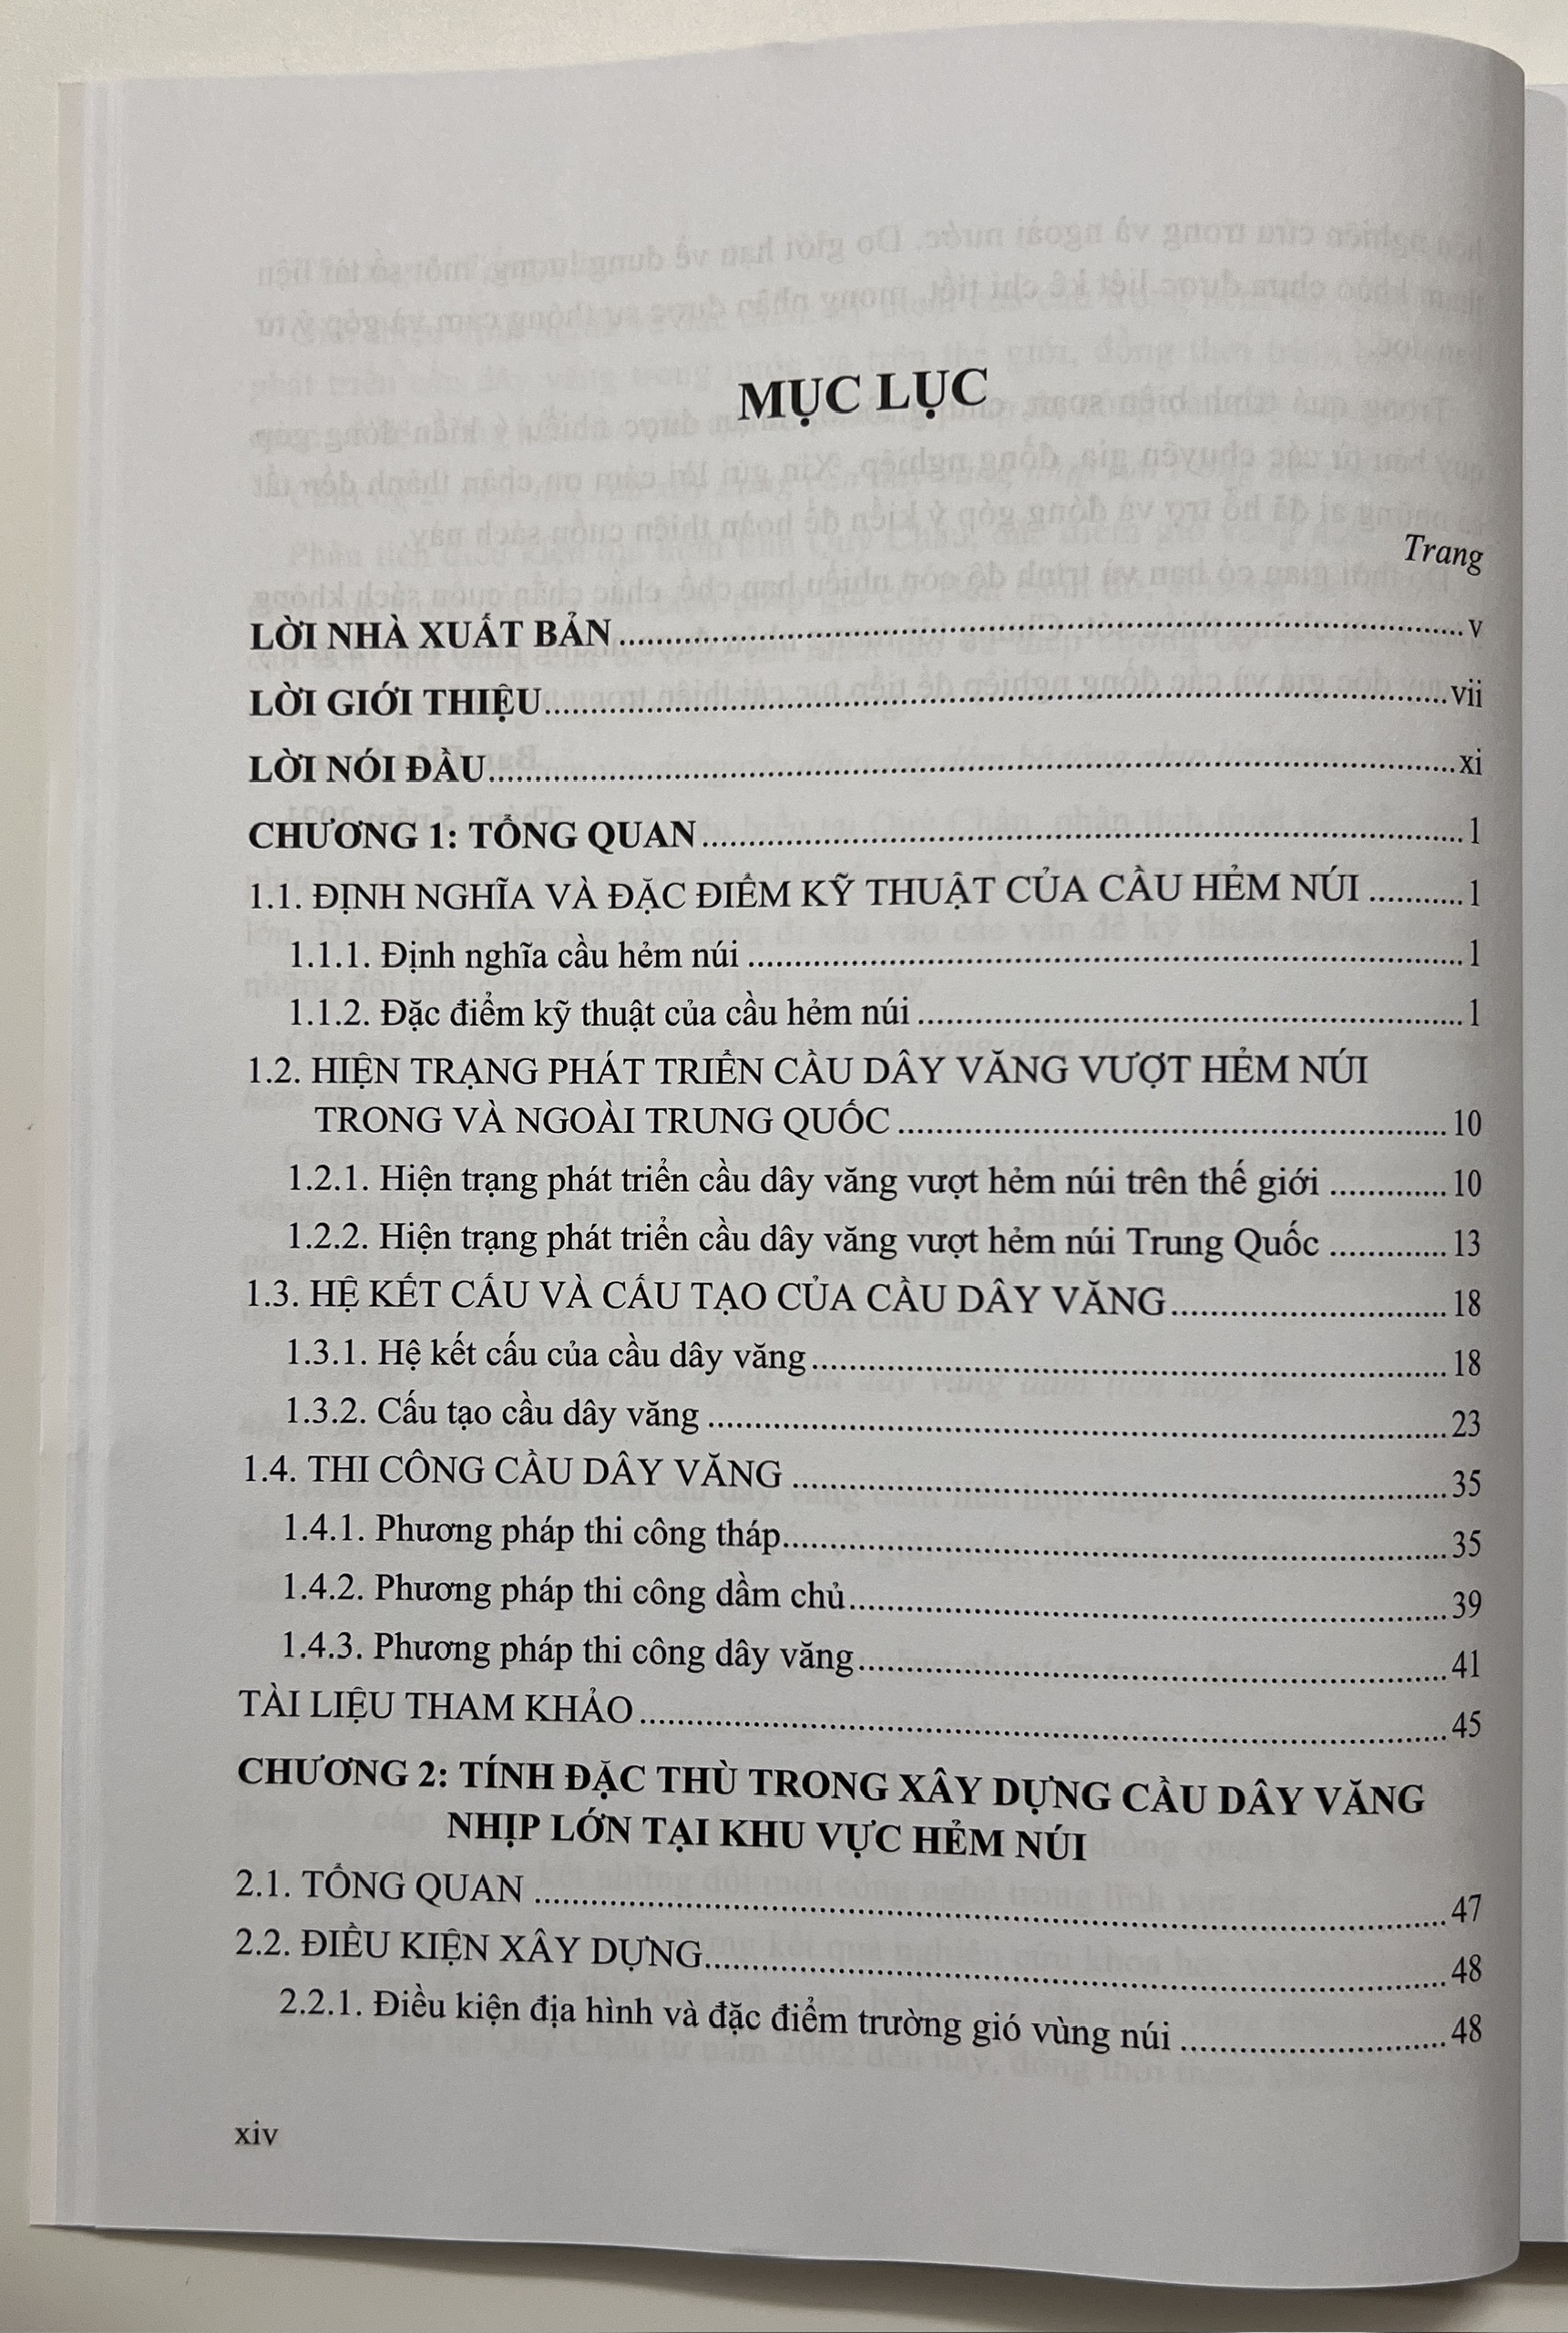 MỤC LỤC
Trang
LỜI NHÀ XUẤT BẢN ........ v
LỜI GIỚI THIỆU ........ vii
LỜI NÓI ĐẦU ........ xi
CHƯƠNG 1: TỔNG QUAN ........ 1
1.1. ĐỊNH NGHĨA VÀ ĐẶC ĐIỂM KỸ THUẬT CỦA CẦU HẺM NÚI ........ 1
1.1.1. Định nghĩa cầu hẻm núi ........ 1
1.1.2. Đặc điểm kỹ thuật của cầu hẻm núi ........ 1
1.2. HIỆN TRẠNG PHÁT TRIỂN CẦU DÂY VĂNG VƯỢT HẺM NÚI
TRONG VÀ NGOÀI TRUNG QUỐC ........ 10
1.2.1. Hiện trạng phát triển cầu dây văng vượt hẻm núi trên thế giới ........ 10
1.2.2. Hiện trạng phát triển cầu dây văng vượt hẻm núi Trung Quốc ........ 13
1.3. HỆ KẾT CẤU VÀ CẤU TẠO CỦA CẦU DÂY VĂNG ........ 18
1.3.1. Hệ kết cấu của cầu dây văng ........ 18
1.3.2. Cấu tạo cầu dây văng ........ 23
1.4. THI CÔNG CẦU DÂY VĂNG ........ 35
1.4.1. Phương pháp thi công tháp ........ 35
1.4.2. Phương pháp thi công dầm chủ ........ 39
1.4.3. Phương pháp thi công dây văng ........ 41
TÀI LIỆU THAM KHẢO ........ 45
CHƯƠNG 2: TÍNH ĐẶC THÙ TRONG XÂY DỰNG CẦU DÂY VĂNG
NHỊP LỚN TẠI KHU VỰC HẺM NÚI
2.1. TỔNG QUAN ........ 47
2.2. ĐIỀU KIỆN XÂY DỰNG ........ 48
2.2.1. Điều kiện địa hình và đặc điểm trường gió vùng núi ........ 48
xiv